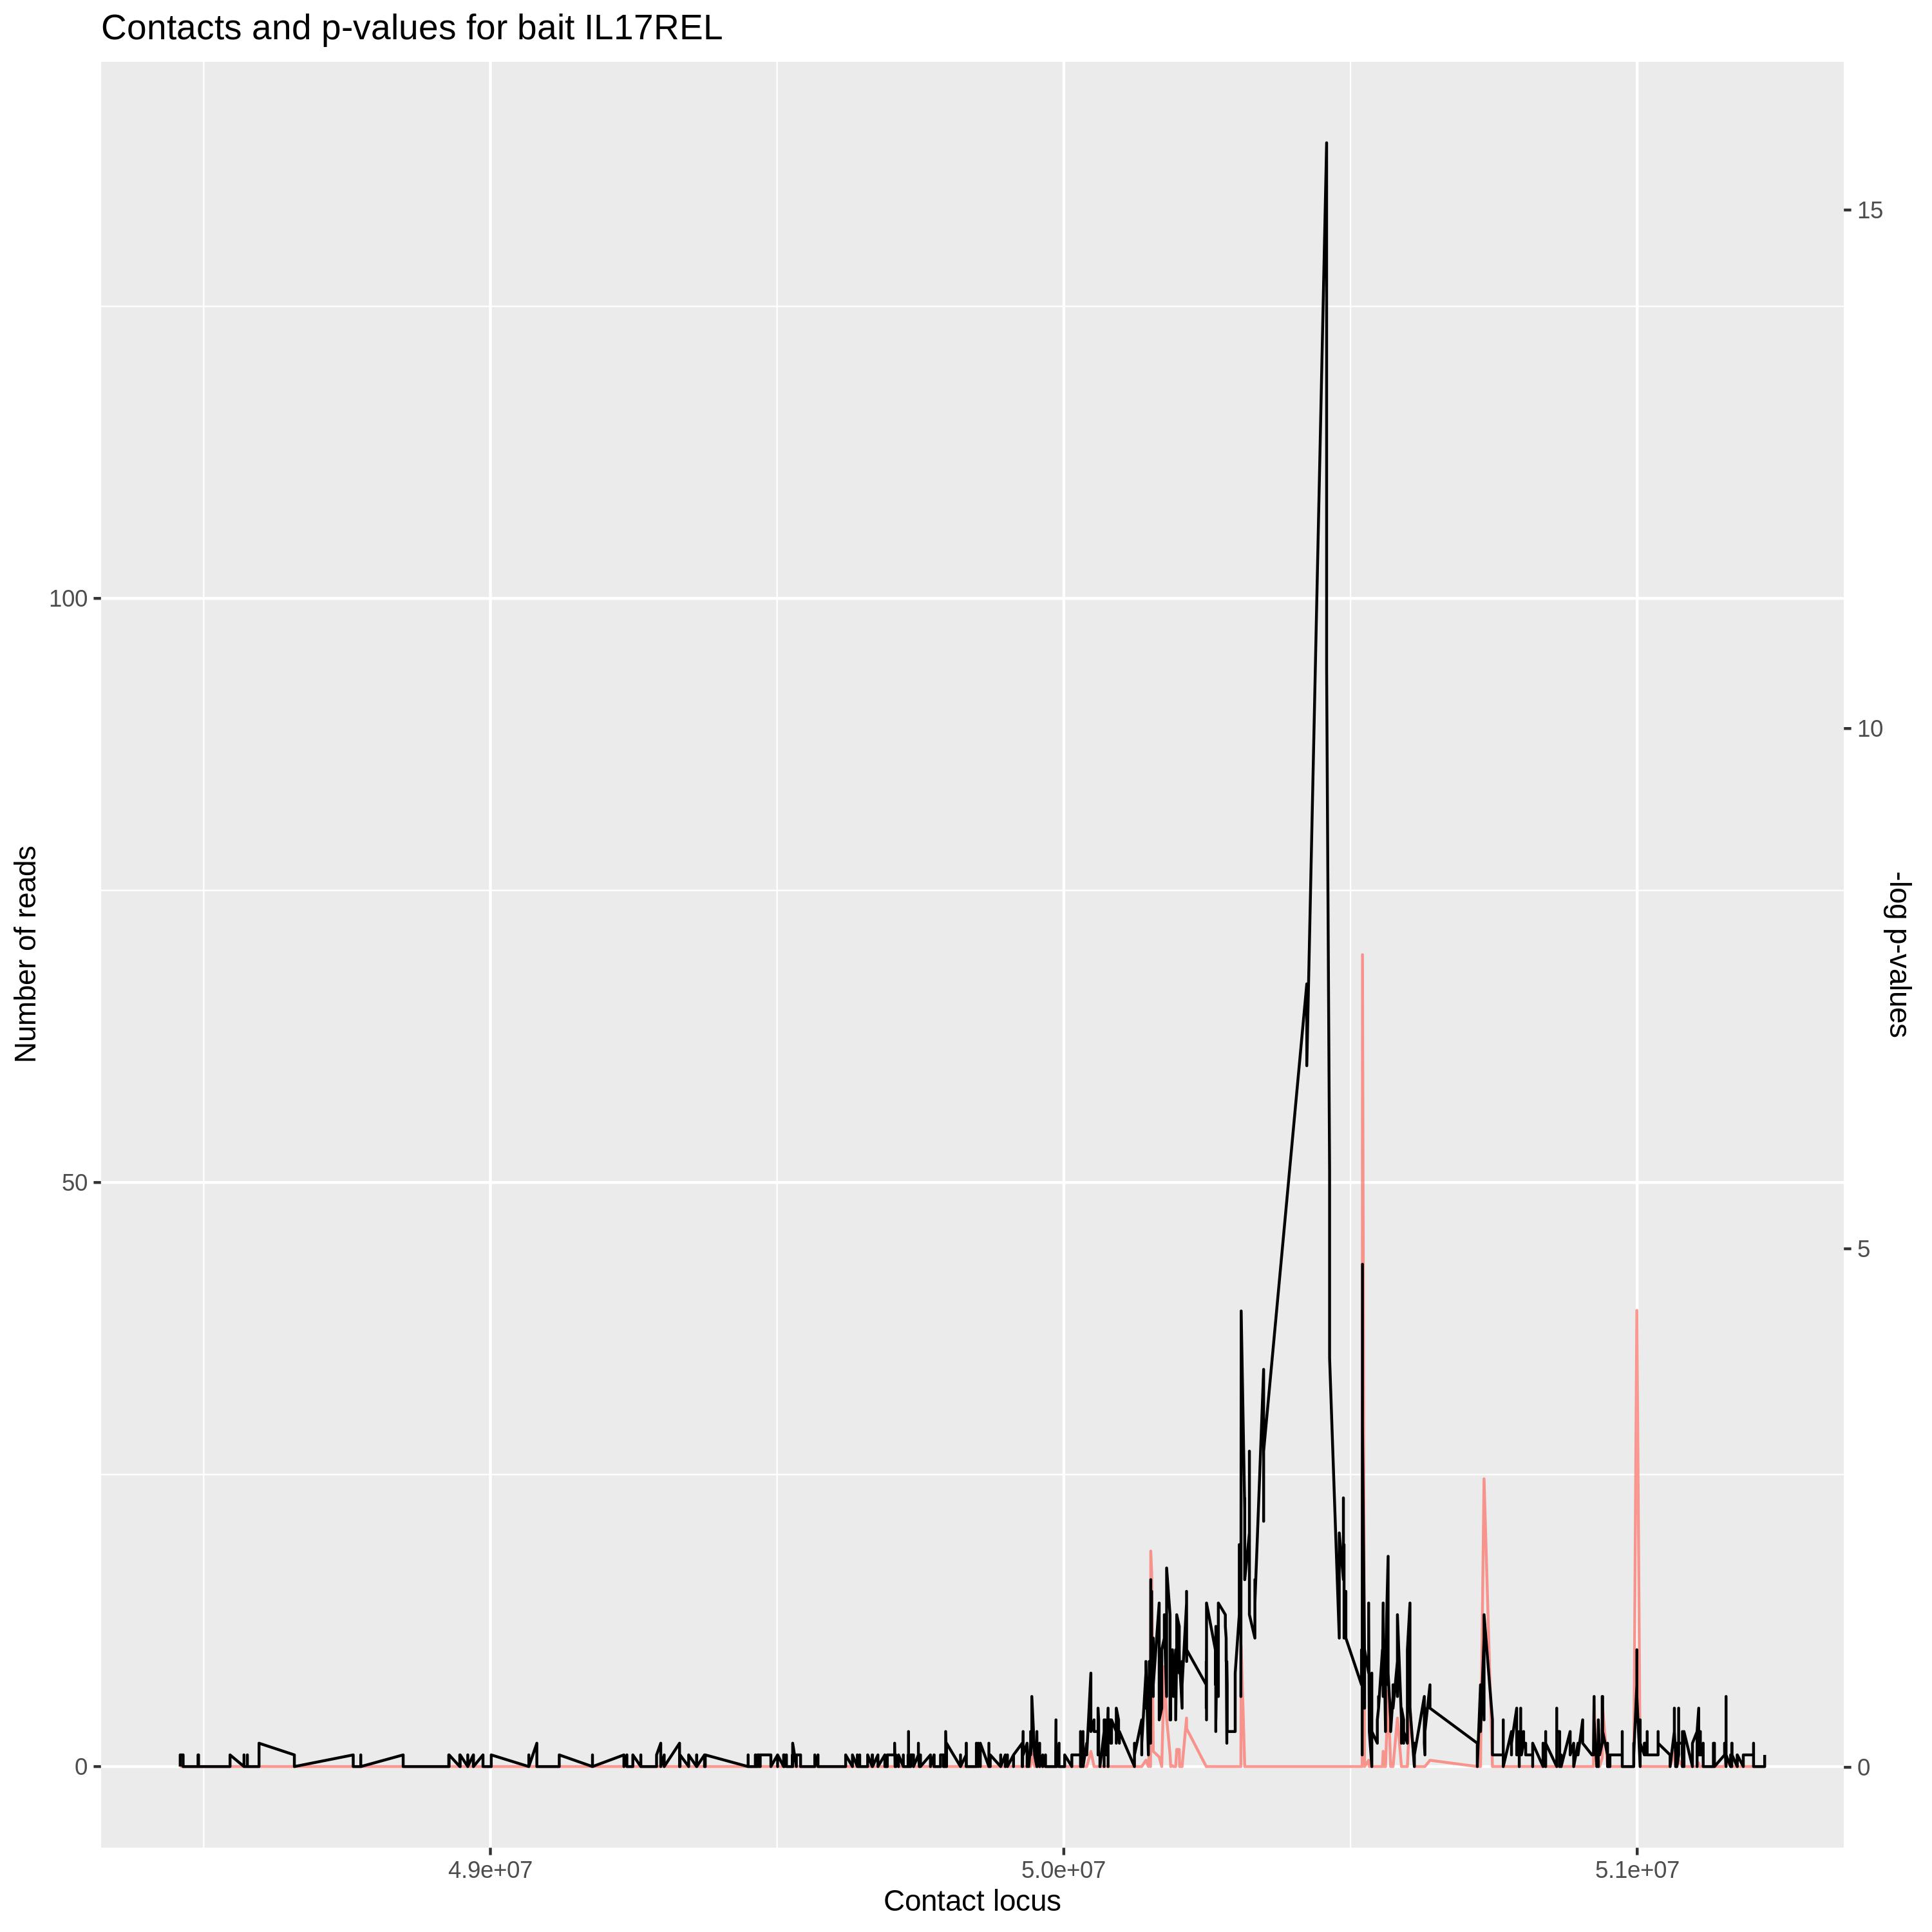 Contacts and p-values for bait IL17REL
15
100
10
Number of reads
-log p-values
50
5
0
0
4.9e+07
5.0e+07
5.1e+07
Contact locus